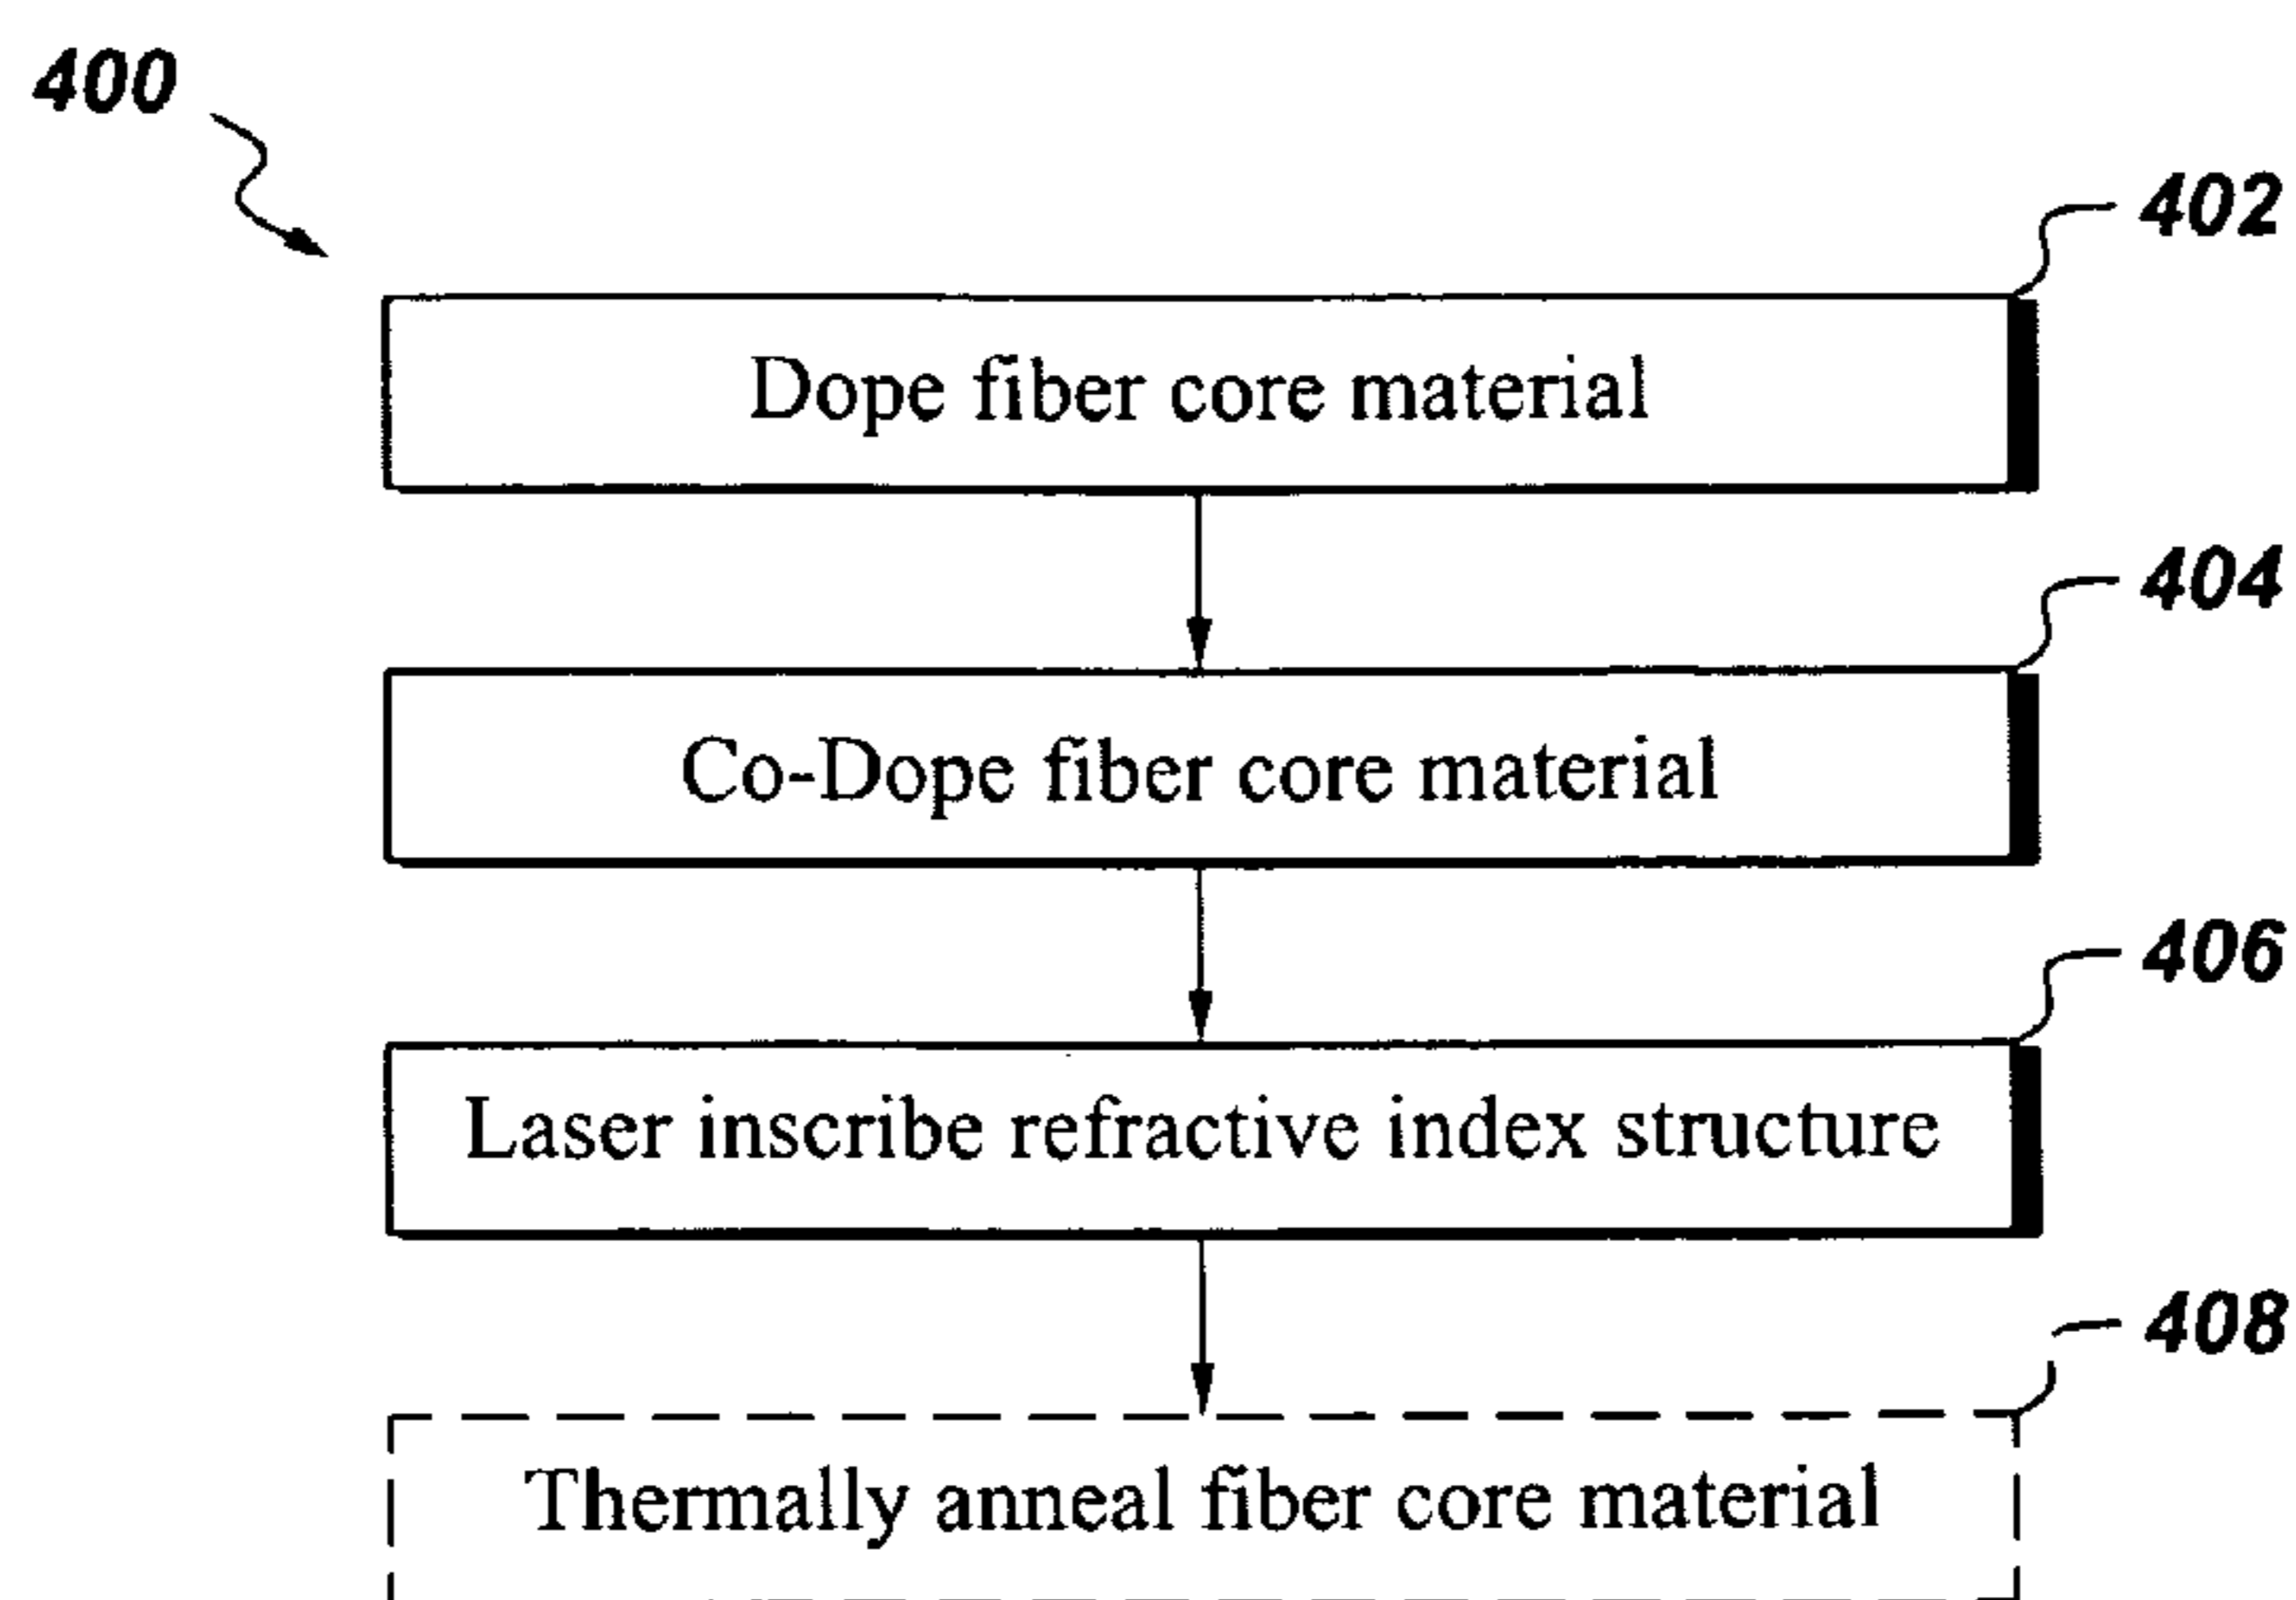 400
402
Dope fiber core material
404
Co-Dope fiber core material
406
Laser inscribe refractive index structure
408
Thermally anneal fiber core material